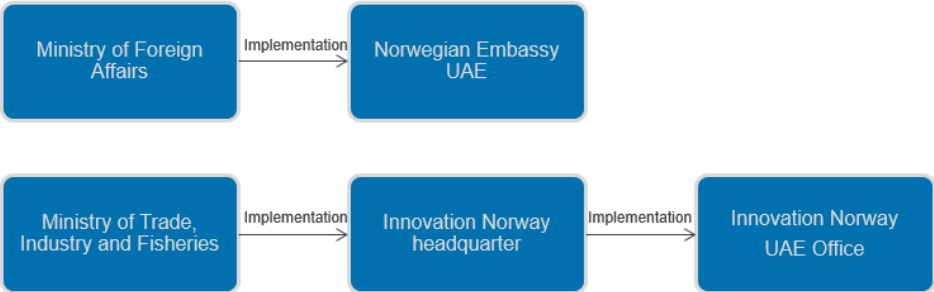 Ministry of Foreign
Affairs
Implementation
Norwegian Embassy
UAE
Ministry of Trade,
Industry and Fisheries
Implementation
Innovation Norway
headquarter
Implementation
Innovation Norway
UAE Office